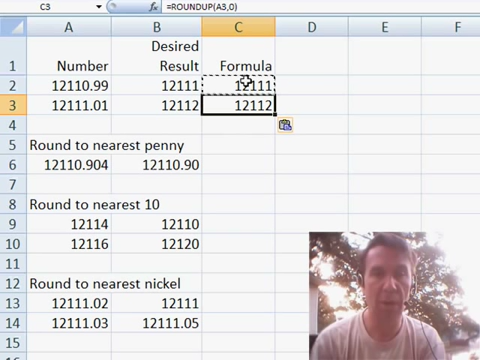 C3 fx =ROUNDUP(A3,0)
A B C D E F
1 Number Desired Result Formula
2 12110.99 12111 12111
3 12111.01 12112 12112
4
5 Round to nearest penny
6 12110.904 12110.90
7
8 Round to nearest 10
9 12114 12110
10 12116 12120
11
12 Round to nearest nickel
13 12111.02 12111
14 12111.03 12111.05
15